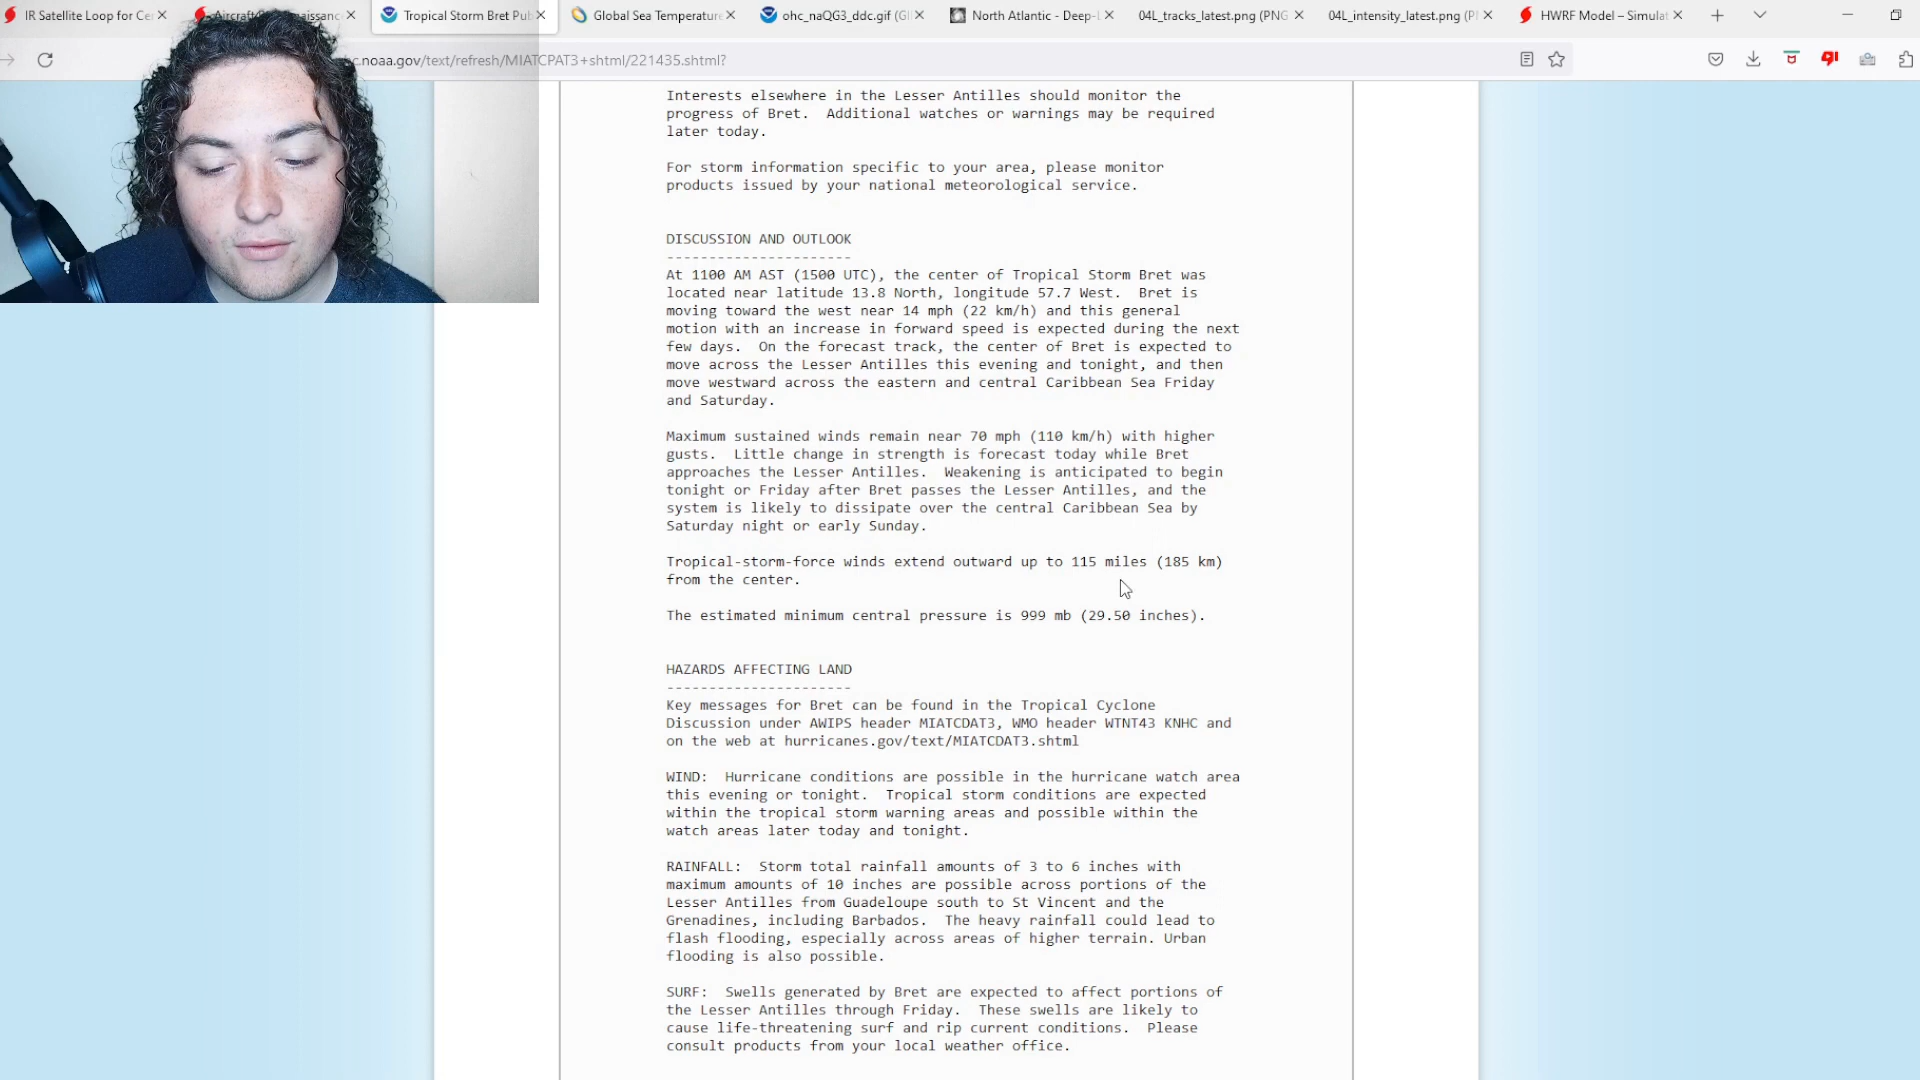 IR Satellite Loop for Ce
Aircraft
naissanc
Tropical Storm Bret Pub
Global Sea Temperature
ohc_naQG3_ddc.gif (GI
North Atlantic - Deep-L
04L_tracks_latest.png (PNG
04L_intensity_latest.png (P
HWRF Model – Simulat
.noaa.gov/text/refresh/MIATCPAT3+shtml/221435.shtml?
Interests elsewhere in the Lesser Antilles should monitor the
progress of Bret.  Additional watches or warnings may be required
later today.
For storm information specific to your area, please monitor
products issued by your national meteorological service.
DISCUSSION AND OUTLOOK
----------------------
At 1100 AM AST (1500 UTC), the center of Tropical Storm Bret was
located near latitude 13.8 North, longitude 57.7 West.  Bret is
moving toward the west near 14 mph (22 km/h) and this general
motion with an increase in forward speed is expected during the next
few days.  On the forecast track, the center of Bret is expected to
move across the Lesser Antilles this evening and tonight, and then
move westward across the eastern and central Caribbean Sea Friday
and Saturday.
Maximum sustained winds remain near 70 mph (110 km/h) with higher
gusts.  Little change in strength is forecast today while Bret
approaches the Lesser Antilles.  Weakening is anticipated to begin
tonight or Friday after Bret passes the Lesser Antilles, and the
system is likely to dissipate over the central Caribbean Sea by
Saturday night or early Sunday.
Tropical-storm-force winds extend outward up to 115 miles (185 km)
from the center.
The estimated minimum central pressure is 999 mb (29.50 inches).
HAZARDS AFFECTING LAND
----------------------
Key messages for Bret can be found in the Tropical Cyclone
Discussion under AWIPS header MIATCDAT3, WMO header WTNT43 KNHC and
on the web at hurricanes.gov/text/MIATCDAT3.shtml
WIND:  Hurricane conditions are possible in the hurricane watch area
this evening or tonight.  Tropical storm conditions are expected
within the tropical storm warning areas and possible within the
watch areas later today and tonight.
RAINFALL:  Storm total rainfall amounts of 3 to 6 inches with
maximum amounts of 10 inches are possible across portions of the
Lesser Antilles from Guadeloupe south to St Vincent and the
Grenadines, including Barbados.  The heavy rainfall could lead to
flash flooding, especially across areas of higher terrain. Urban
flooding is also possible.
SURF:  Swells generated by Bret are expected to affect portions of
the Lesser Antilles through Friday.  These swells are likely to
cause life-threatening surf and rip current conditions.  Please
consult products from your local weather office.